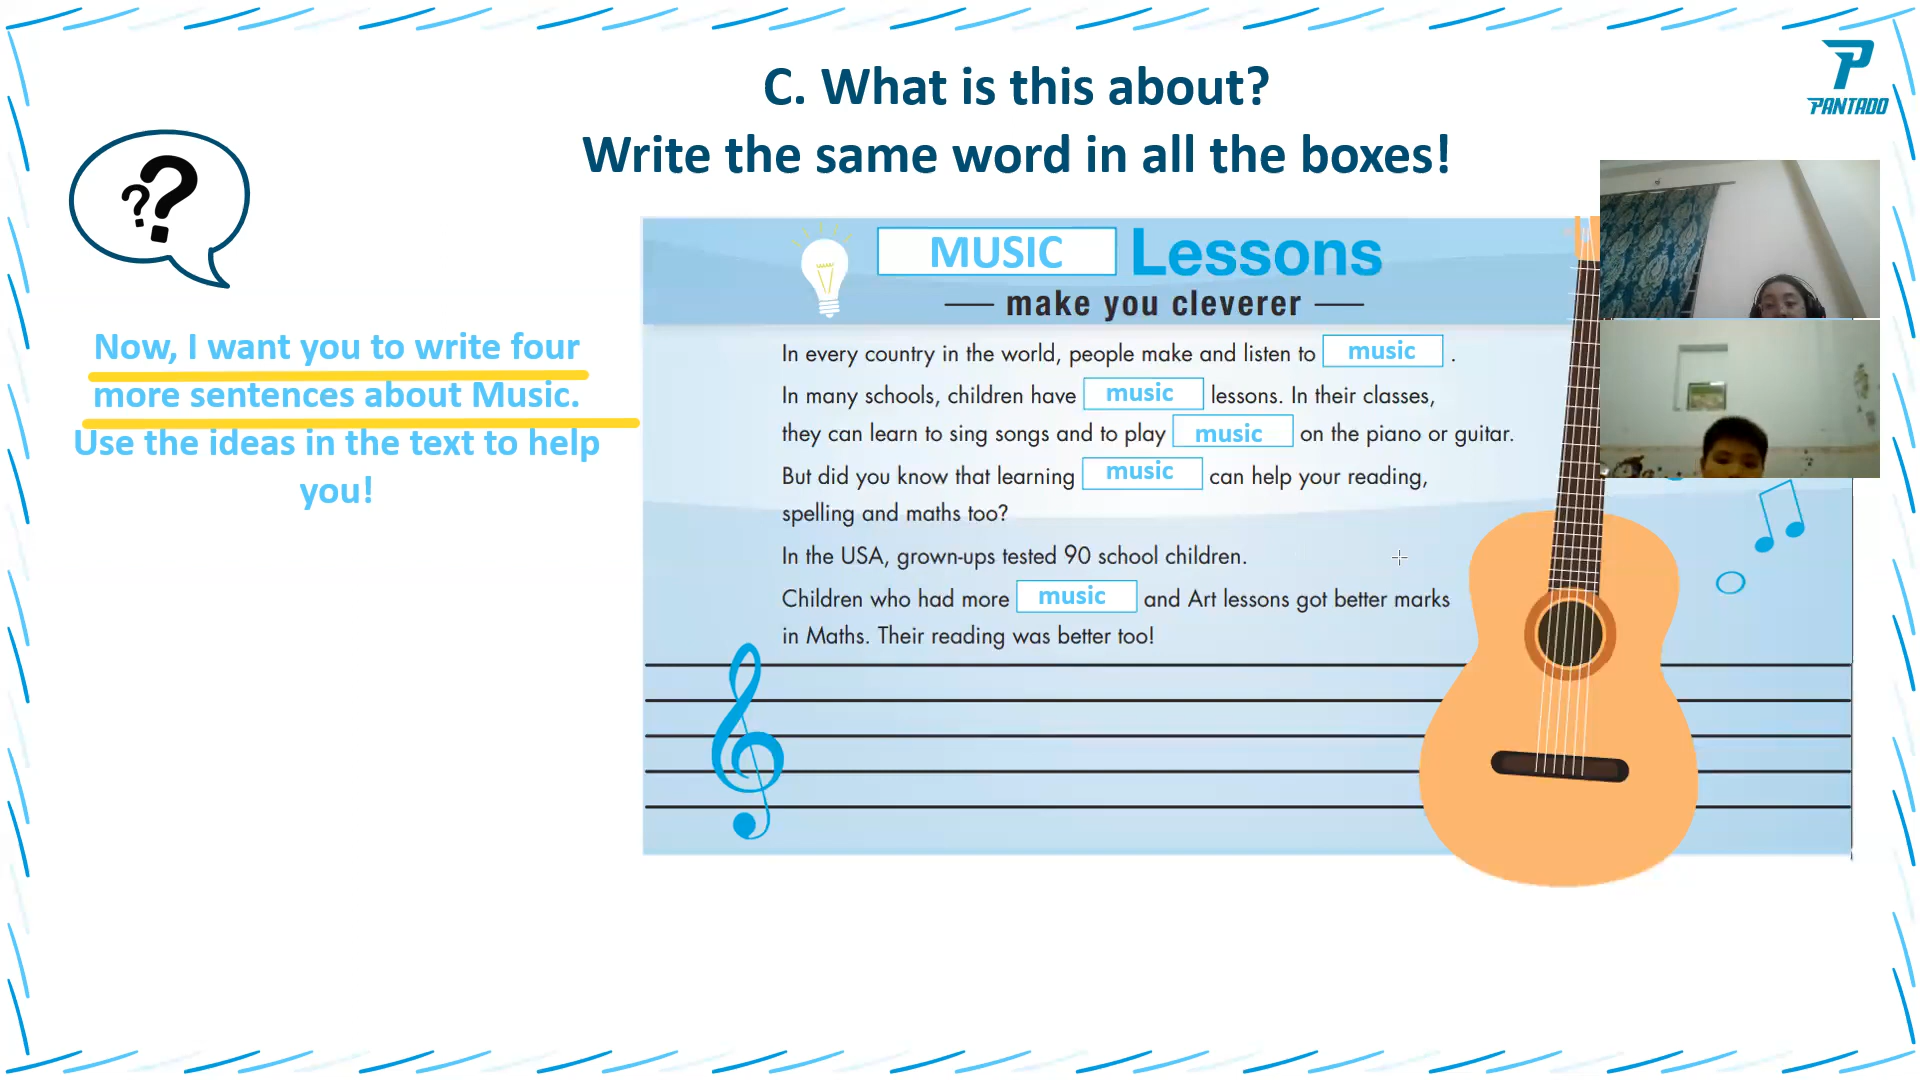 C. What is this about?
Write the same word in all the boxes!
PANTADO
??
Now, I want you to write four
more sentences about Music.
Use the ideas in the text to help
you!
MUSIC Lessons
make you cleverer
In every country in the world, people make and listen to music .
In many schools, children have music lessons. In their classes,
they can learn to sing songs and to play music on the piano or guitar.
But did you know that learning music can help your reading,
spelling and maths too?
In the USA, grown-ups tested 90 school children.
Children who had more music and Art lessons got better marks
in Maths. Their reading was better too!